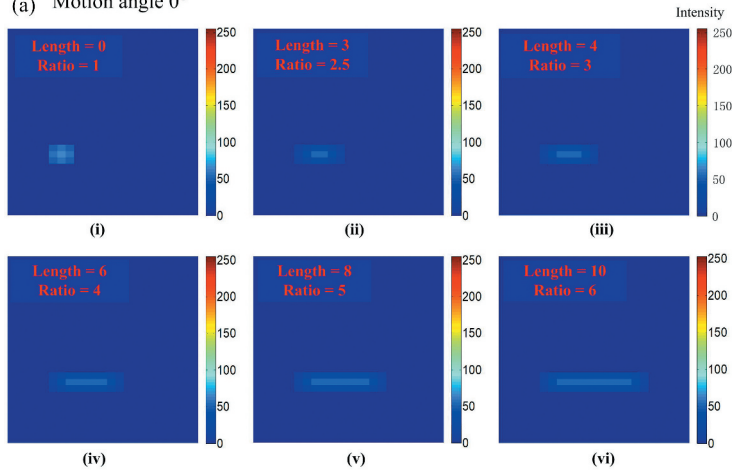 (a) Motion angle 0°
Intensity
Length = 0
Ratio = 1
250
200
150
100
50
0
(i)
Length = 3
Ratio = 2.5
250
200
150
100
50
0
(ii)
Length = 4
Ratio = 3
250
200
150
100
50
0
(iii)
Length = 6
Ratio = 4
250
200
150
100
50
0
(iv)
Length = 8
Ratio = 5
250
200
150
100
50
0
(v)
Length = 10
Ratio = 6
250
200
150
100
50
0
(vi)